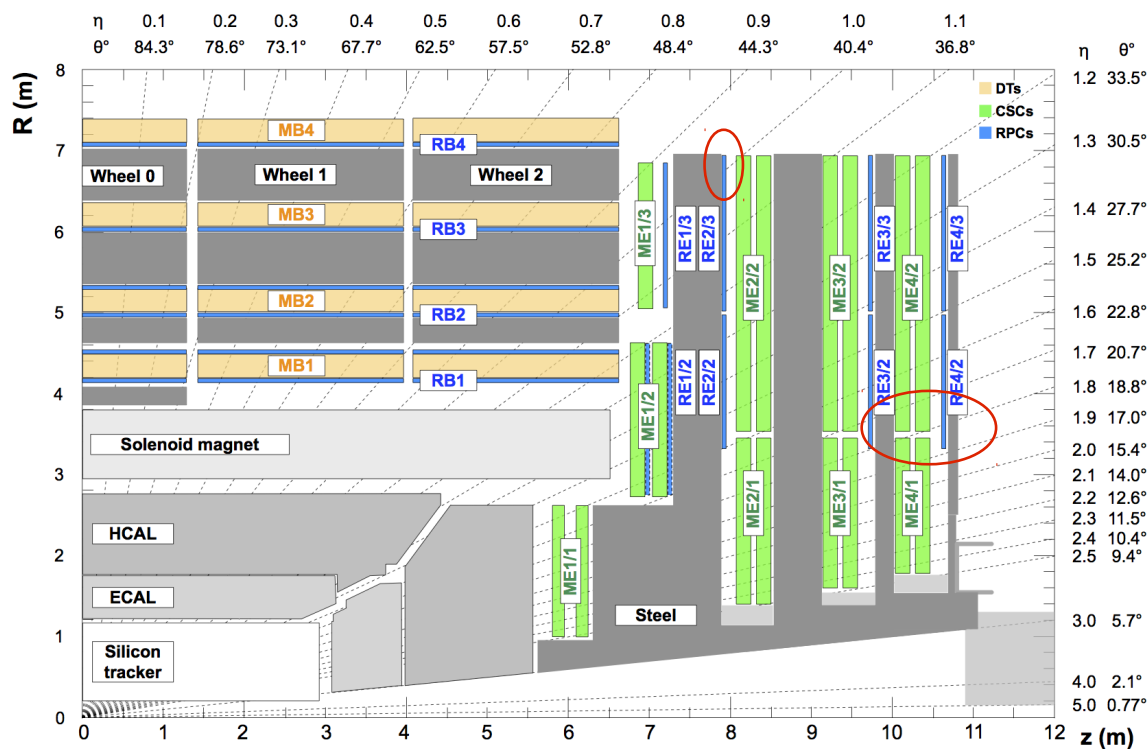 η 0.1 0.2 0.3 0.4 0.5 0.6 0.7 0.8 0.9 1.0 1.1
θ° 84.3° 78.6° 73.1° 67.7° 62.5° 57.5° 52.8° 48.4° 44.3° 40.4° 36.8° η θ°
R (m)
8
7
6
5
4
3
2
1
0
1.2 33.5°
1.3 30.5°
1.4 27.7°
1.5 25.2°
1.6 22.8°
1.7 20.7°
1.8 18.8°
1.9 17.0°
2.0 15.4°
2.1 14.0°
2.2 12.6°
2.3 11.5°
2.4 10.4°
2.5 9.4°
3.0 5.7°
4.0 2.1°
5.0 0.77°
DTs
CSCs
RPCs
MB4
RB4
Wheel 0
Wheel 1
Wheel 2
MB3
RB3
MB2
RB2
MB1
RB1
Solenoid magnet
HCAL
ECAL
Silicon
tracker
Steel
ME1/3
RE1/3
RE2/3
ME2/2
ME3/2
RE3/3
ME4/2
RE4/3
ME1/2
RE1/2
RE2/2
RE3/2
RE4/2
ME1/1
ME2/1
ME3/1
ME4/1
0 1 2 3 4 5 6 7 8 9 10 11 12
z (m)